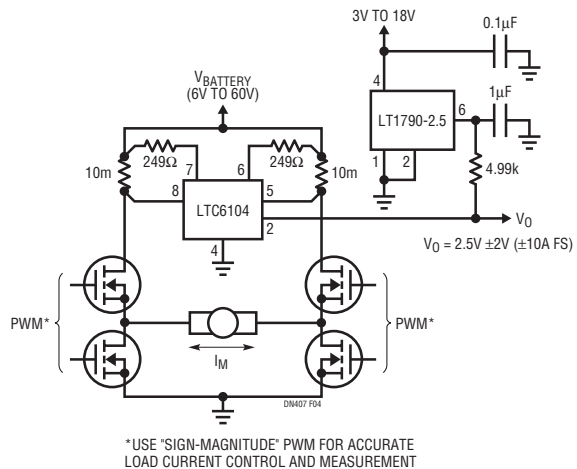 3V TO 18V
0.1µF
4
VBATTERY
(6V TO 60V)
1µF
6
LT1790-2.5
249Ω
249Ω
10m
10m
7
6
1
2
4.99k
8
5
LTC6104
2
VO
4
VO = 2.5V ±2V (±10A FS)
PWM*
PWM*
IM
DN407 F04
*USE "SIGN-MAGNITUDE" PWM FOR ACCURATE
LOAD CURRENT CONTROL AND MEASUREMENT